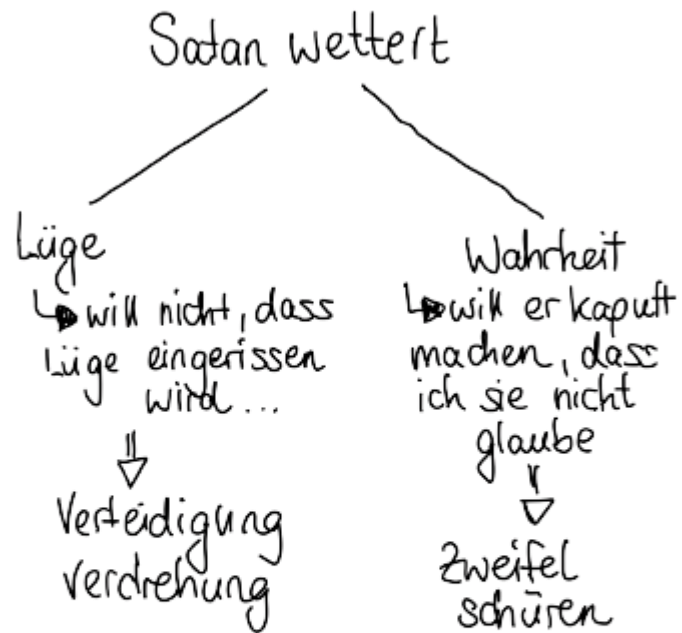 Satan wettert
Lüge
will nicht, dass
Lüge eingerissen
wird...
Verteidigung
Verdrehung
Wahrheit
will er kaputt
machen, dass
ich sie nicht
glaube
Zweifel
schüren